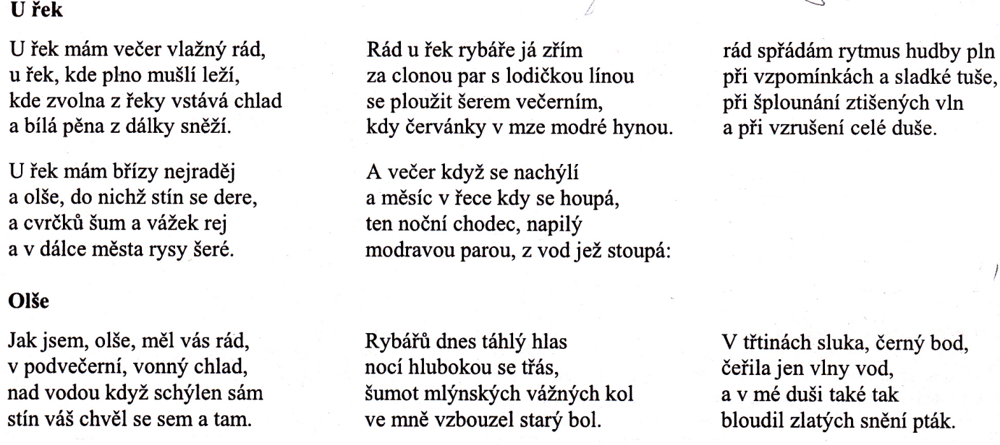 U řek
U řek mám večer vlažný rád,
u řek, kde plno mušlí leží,
kde zvolna z řeky vstává chlad
a bílá pěna z dálky sněží.
U řek mám břízy nejraděj
a olše, do nichž stín se dere,
a cvrčků šum a vážek rej
a v dálce města rysy šeré.
Rád u řek rybáře já zřím
za clonou par s lodičkou línou
se ploužit šerem večerním,
kdy červánky v mze modré hynou.
A večer když se nachýlí
a měsíc v řece kdy se houpá,
ten noční chodec, napilý
modravou parou, z vod jež stoupá:
rád spřádám rytmus hudby pln
při vzpomínkách a sladké tuše,
při šplounání ztišených vln
a při vzrušení celé duše.
Olše
Jak jsem, olše, měl vás rád,
v podvečerní, vonný chlad,
nad vodou když schýlen sám
stín váš chvěl se sem a tam.
Rybářů dnes táhlý hlas
nocí hlubokou se třás,
šumot mlýnských vážných kol
ve mně vzbouzel starý bol.
V třtinách sluka, černý bod,
čeřila jen vlny vod,
a v mé duši také tak
bloudil zlatých snění pták.